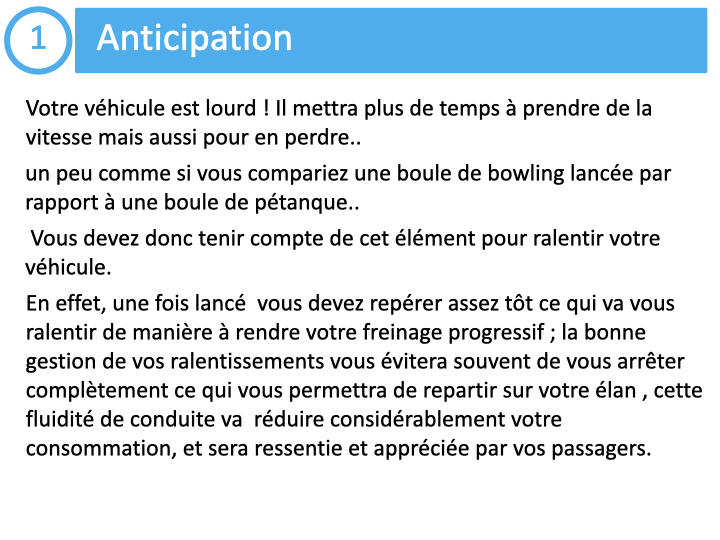 1 Anticipation
Votre véhicule est lourd ! Il mettra plus de temps à prendre de la
vitesse mais aussi pour en perdre..
un peu comme si vous compariez une boule de bowling lancée par
rapport à une boule de pétanque..
Vous devez donc tenir compte de cet élément pour ralentir votre
véhicule.
En effet, une fois lancé  vous devez repérer assez tôt ce qui va vous
ralentir de manière à rendre votre freinage progressif ; la bonne
gestion de vos ralentissements vous évitera souvent de vous arrêter
complètement ce qui vous permettra de repartir sur votre élan , cette
fluidité de conduite va  réduire considérablement votre
consommation, et sera ressentie et appréciée par vos passagers.